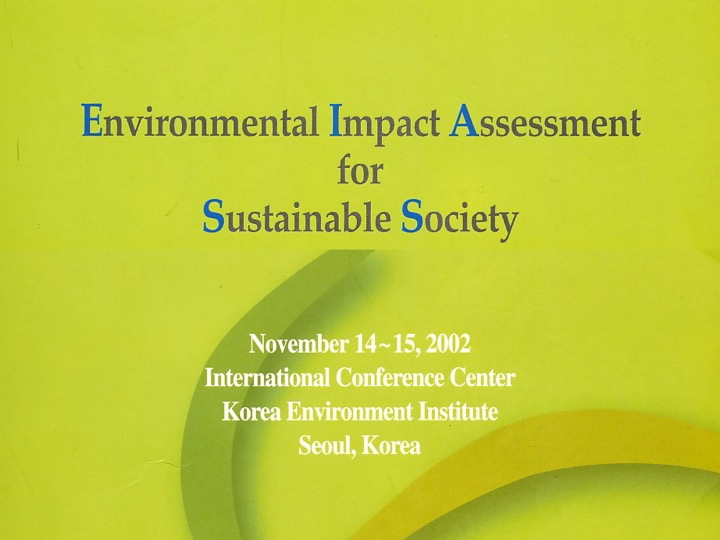 Environmental Impact Assessment
for
Sustainable Society
November 14~15, 2002
International Conference Center
Korea Environment Institute
Seoul, Korea